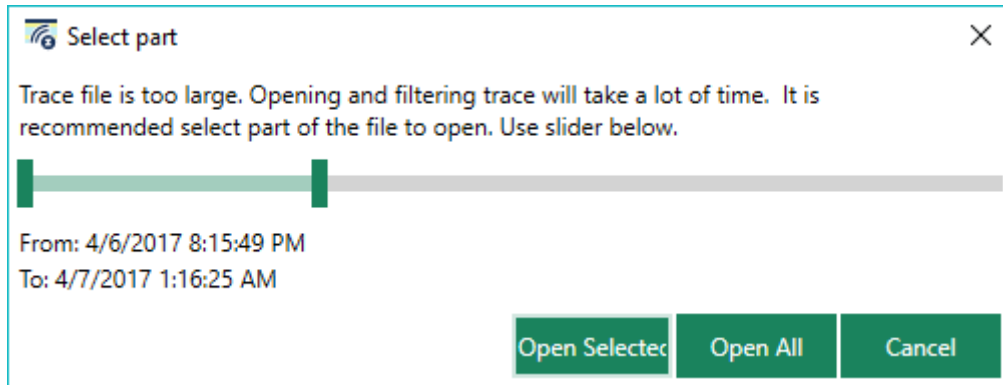 Select part
Trace file is too large. Opening and filtering trace will take a lot of time.  It is
recommended select part of the file to open. Use slider below.
From: 4/6/2017 8:15:49 PM
To: 4/7/2017 1:16:25 AM
Open Selected Open All Cancel